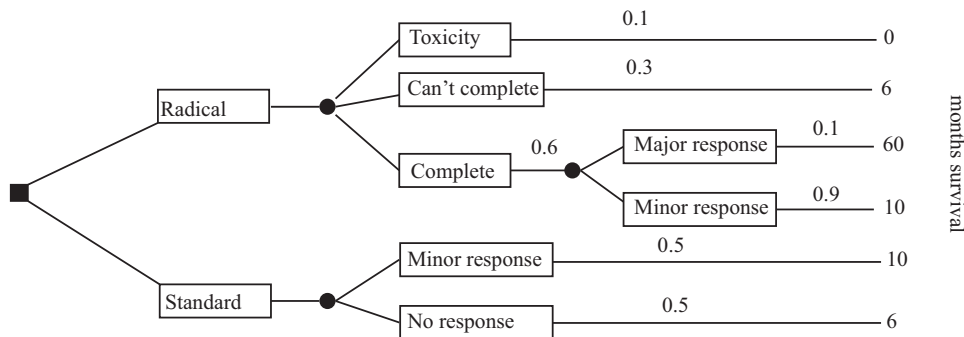 Toxicity 0.1 0
Can't complete 0.3 6
Radical
Complete 0.6 Major response 0.1 60
Minor response 0.9 10
Minor response 0.5 10
Standard
No response 0.5 6
months survival